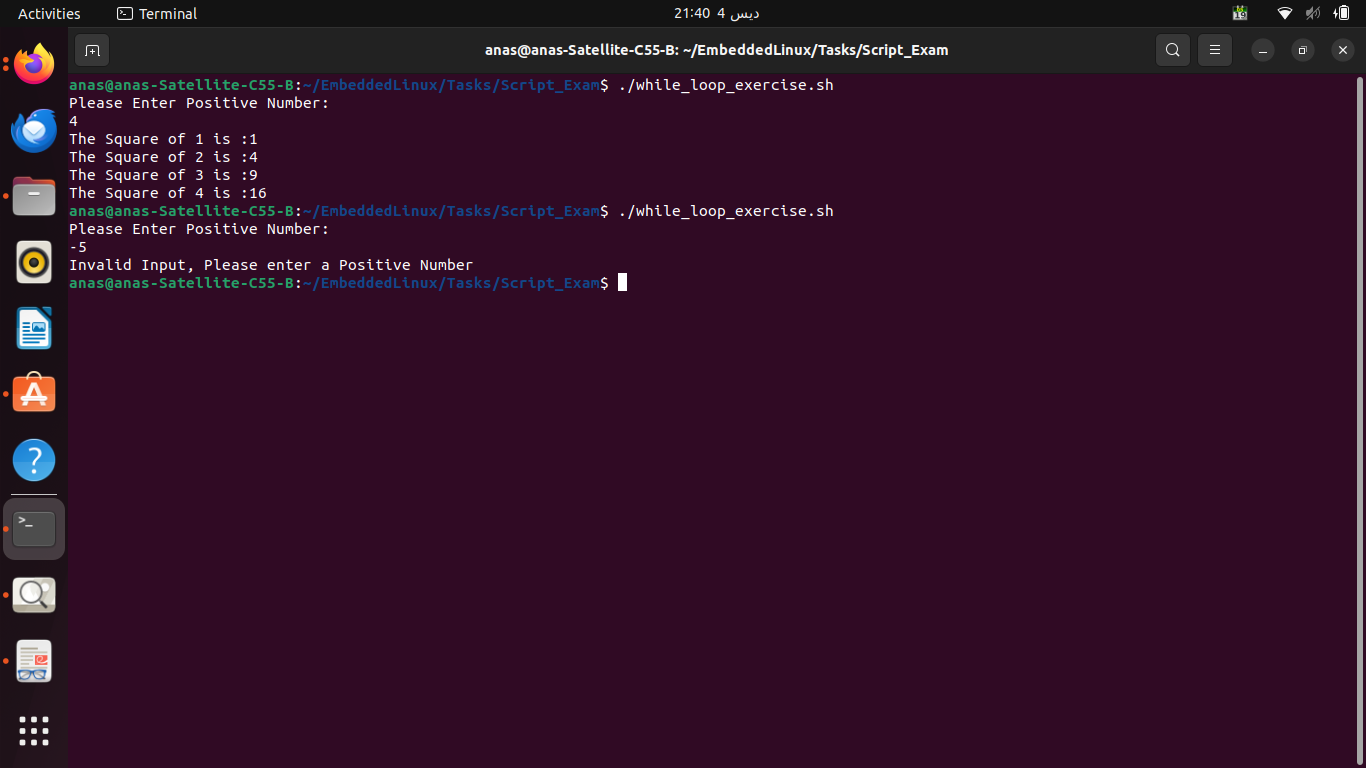 Activities
Terminal
21:40 4 ديس
anas@anas-Satellite-C55-B: ~/EmbeddedLinux/Tasks/Script_Exam
anas@anas-Satellite-C55-B:~/EmbeddedLinux/Tasks/Script_Exam$ ./while_loop_exercise.sh
Please Enter Positive Number:
4
The Square of 1 is :1
The Square of 2 is :4
The Square of 3 is :9
The Square of 4 is :16
anas@anas-Satellite-C55-B:~/EmbeddedLinux/Tasks/Script_Exam$ ./while_loop_exercise.sh
Please Enter Positive Number:
-5
Invalid Input, Please enter a Positive Number
anas@anas-Satellite-C55-B:~/EmbeddedLinux/Tasks/Script_Exam$